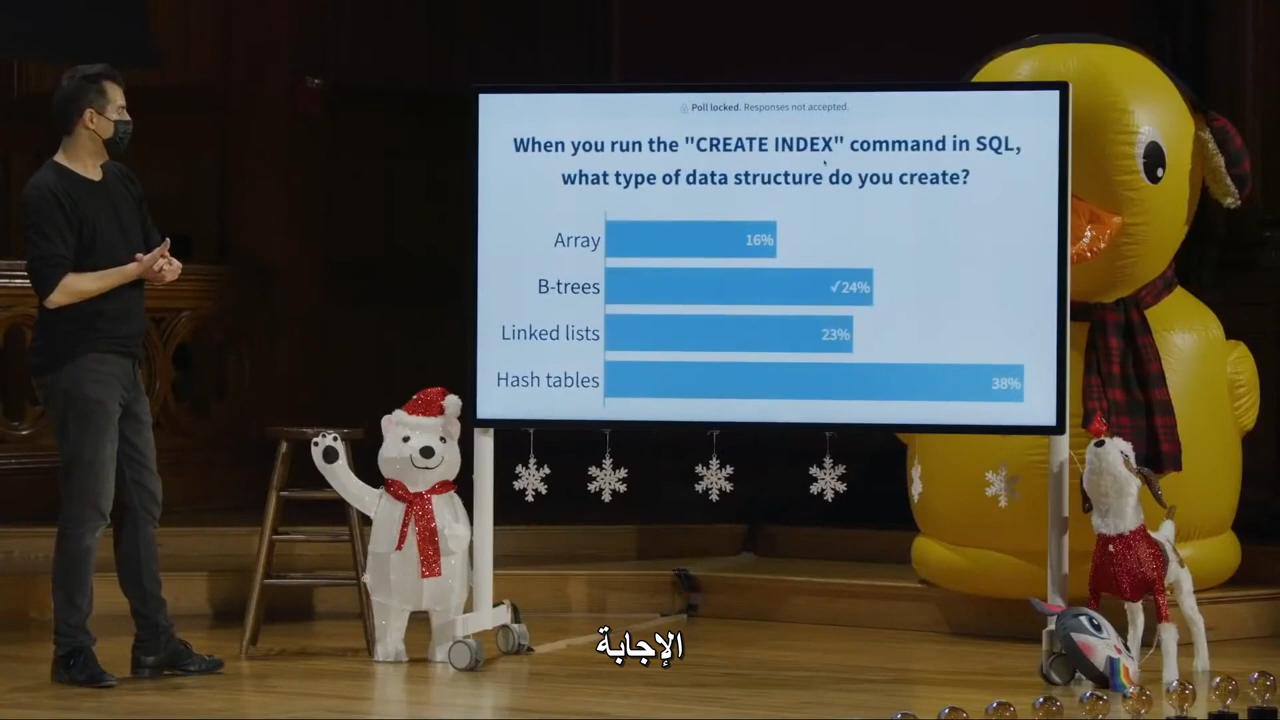 Poll locked. Responses not accepted.
When you run the "CREATE INDEX" command in SQL,
what type of data structure do you create?
Array 16%
B-trees ✓24%
Linked lists 23%
Hash tables 38%
الإجابة